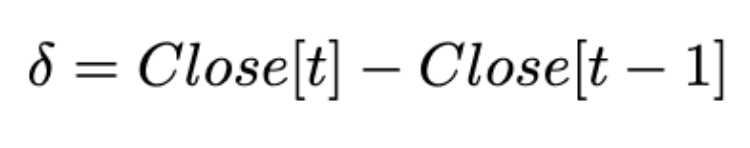 δ = Close[t] − Close[t − 1]